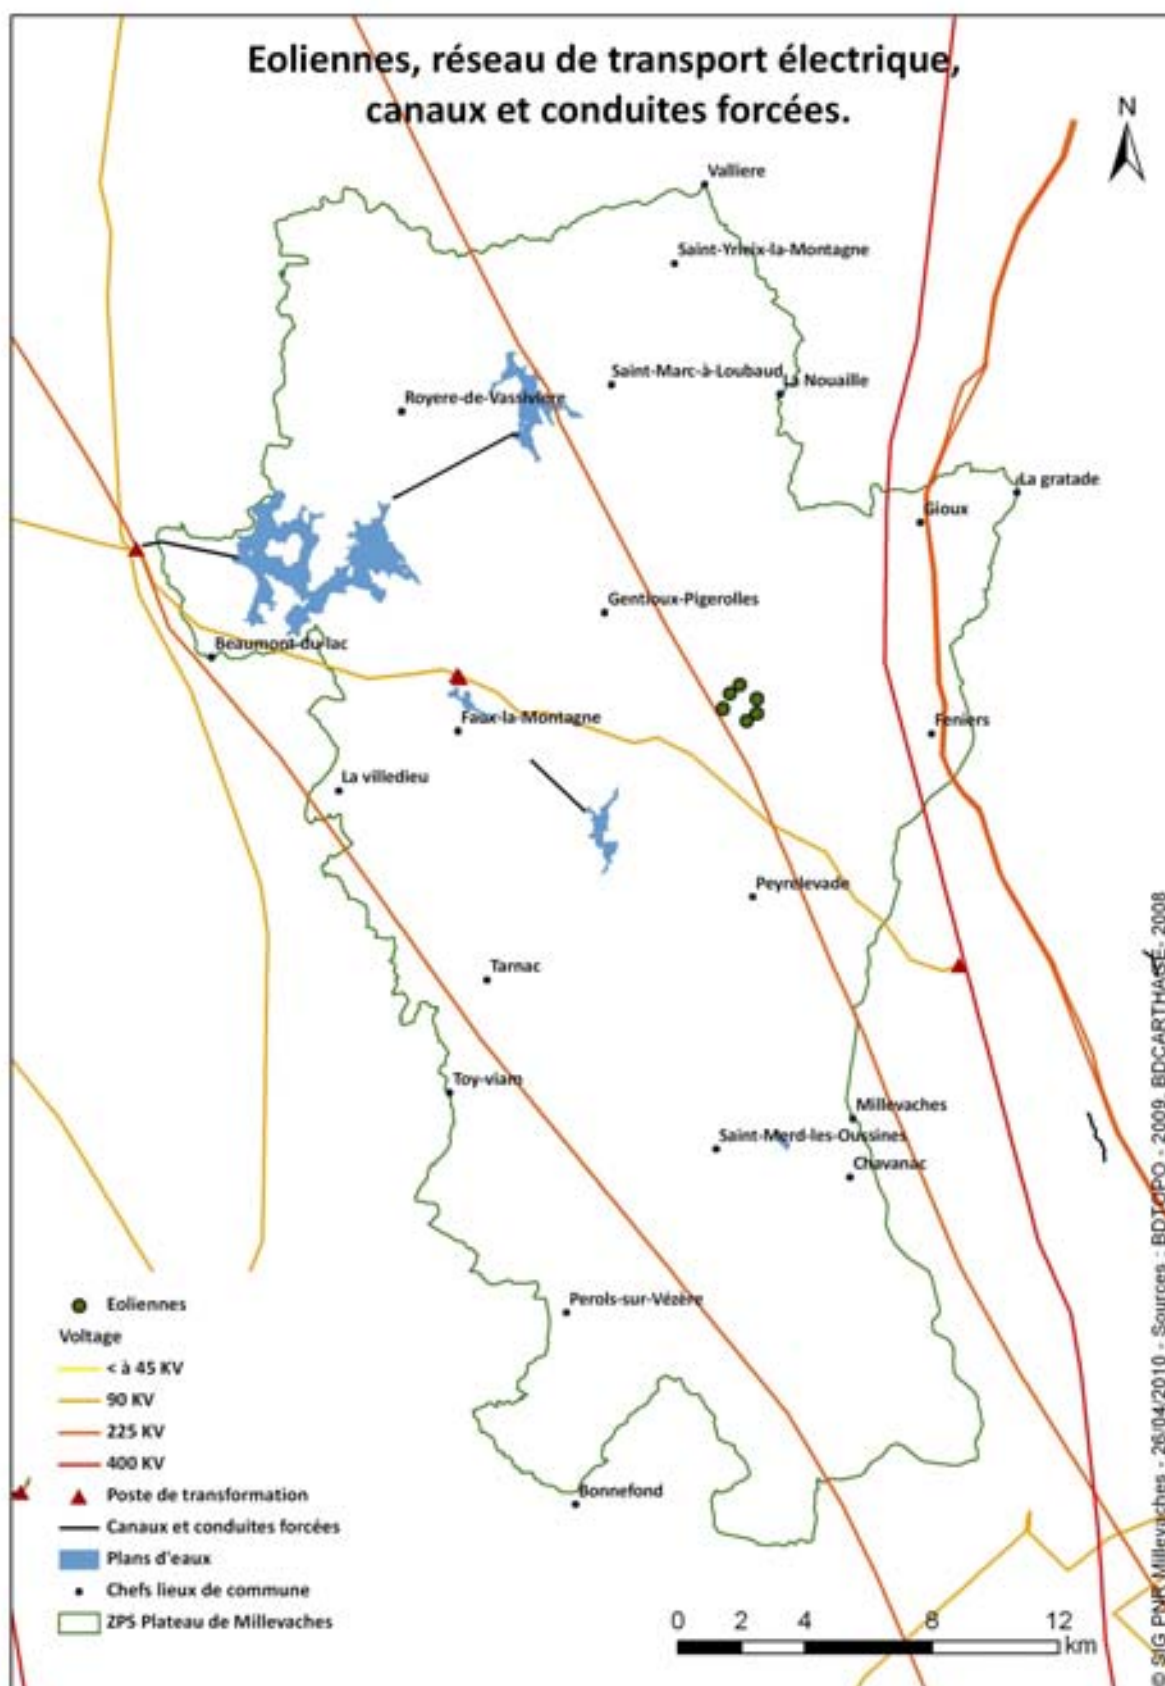 Eoliennes, réseau de transport électrique,
canaux et conduites forcées.
N
Valliere
Saint-Yrieix-la-Montagne
Saint-Marc-à-Loubaud
La Nouaille
Royere-de-Vassiviere
La gratade
Gioux
Gentioux-Pigerolles
Beaumont-du-lac
Faux-la-Montagne
Feniers
La villedieu
Peyrelevade
Tarnac
Toy-viam
Millevaches
Saint-Merd-les-Oussines
Chavanac
Perols-sur-Vézère
Bonnefond
Eoliennes
Voltage
< à 45 KV
90 KV
225 KV
400 KV
Poste de transformation
Canaux et conduites forcées
Plans d'eaux
Chefs lieux de commune
ZPS Plateau de Millevaches
0 2 4 8 12
km
© SIG PNR Millevaches - 26/04/2010 - Sources : BDTOPO - 2009, BDCARTHAGE- 2008